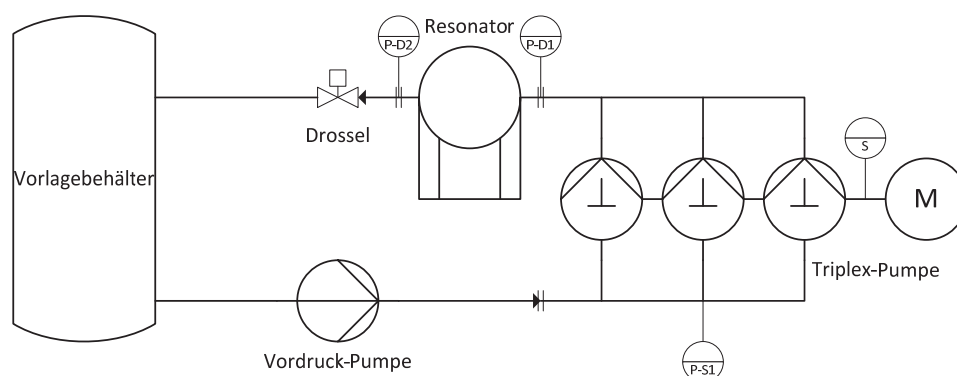 Resonator
P-D2
P-D1
Drossel
S
Vorlagebehälter
M
Triplex-Pumpe
Vordruck-Pumpe
P-S1